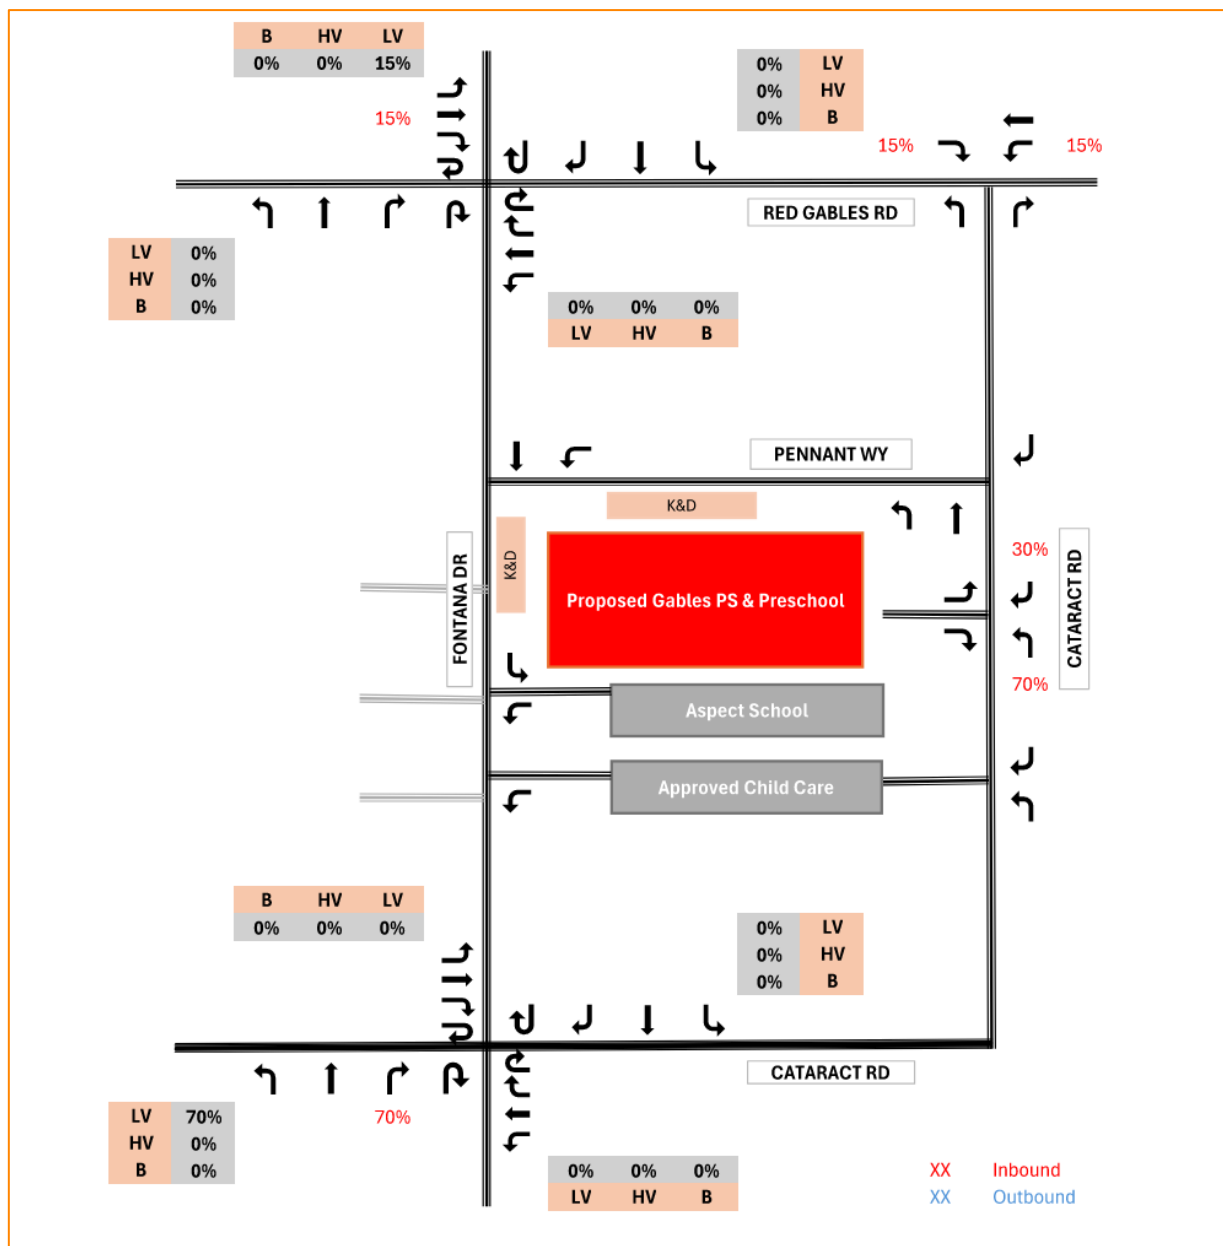 B HV LV
0% 0% 15%
15%
0% LV
0% HV
0% B
15%
15%
RED GABLES RD
LV 0%
HV 0%
B 0%
0% 0% 0%
LV HV B
PENNANT WY
K&D
K&D
FONTANA DR
Proposed Gables PS & Preschool
30%
CATARACT RD
70%
Aspect School
Approved Child Care
B HV LV
0% 0% 0%
0% LV
0% HV
0% B
CATARACT RD
LV 70%
HV 0%
B 0%
70%
0% 0% 0%
LV HV B
XX Inbound
XX Outbound